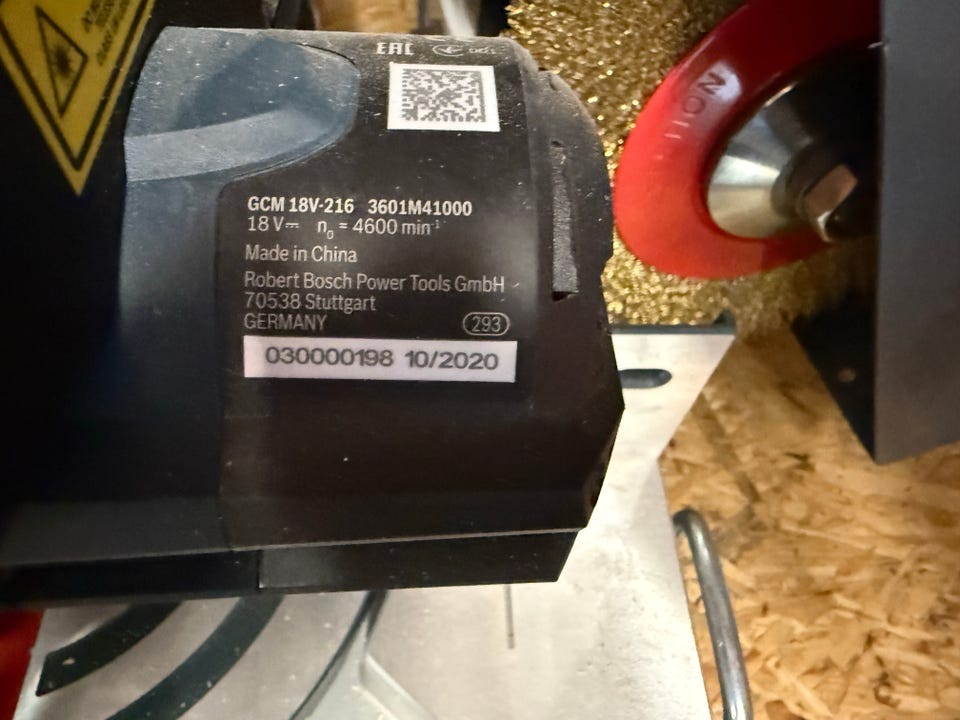 EAC
GCM 18V-216 3601M41000
18 V⎓ n₀ = 4600 min⁻¹
Made in China
Robert Bosch Power Tools GmbH
70538 Stuttgart
GERMANY 293
030000198 10/2020